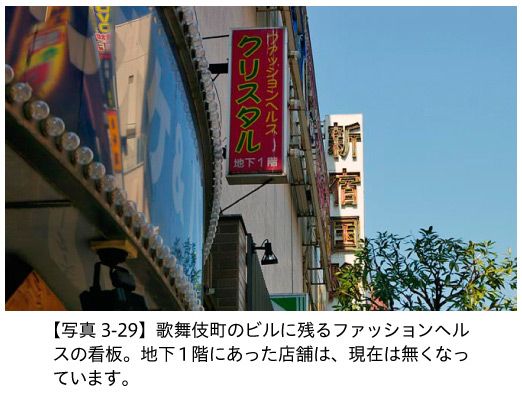 ファッションヘルス
クリスタル
地下1階
新宿国
【写真 3-29】歌舞伎町のビルに残るファッションヘル
スの看板。地下１階にあった店舗は、現在は無くなっ
ています。